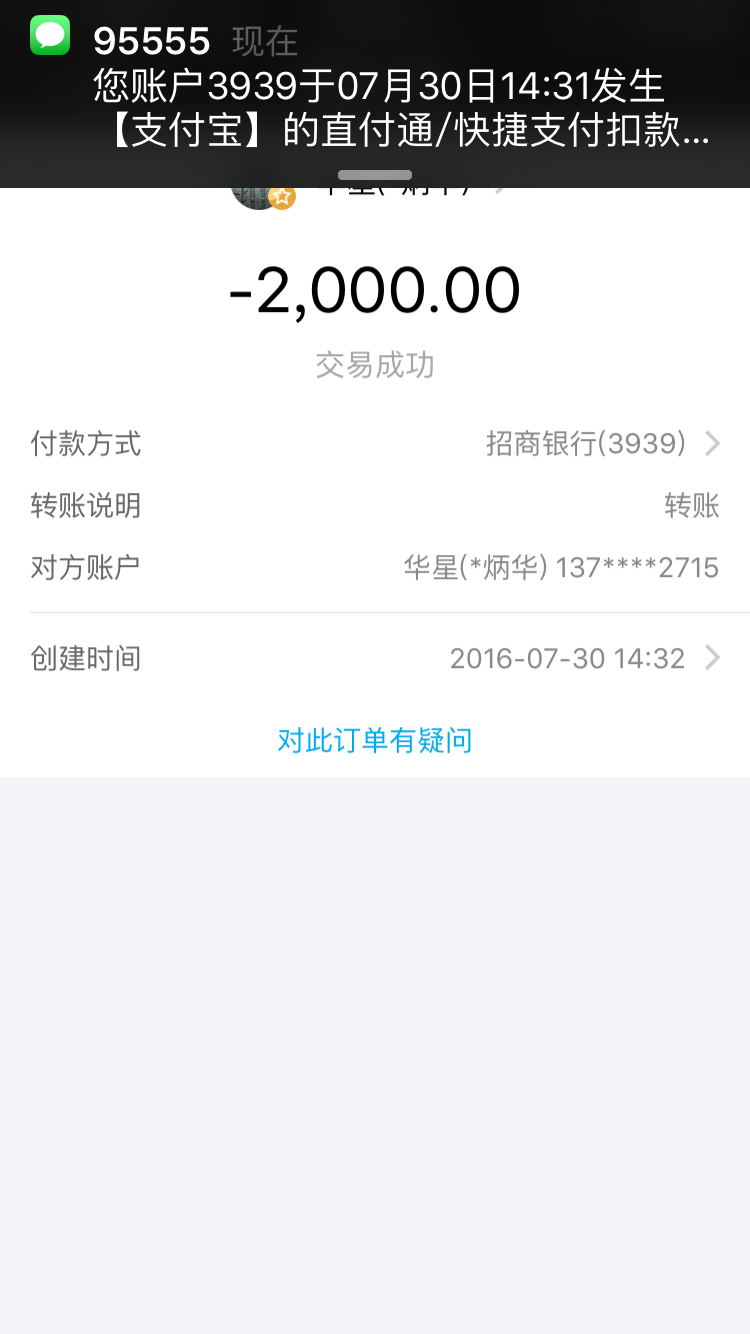 95555 现在
您账户3939于07月30日14:31发生
【支付宝】的直付通/快捷支付扣款...
-2,000.00
交易成功
付款方式 招商银行(3939)
转账说明 转账
对方账户 华星(*炳华) 137****2715
创建时间 2016-07-30 14:32
对此订单有疑问